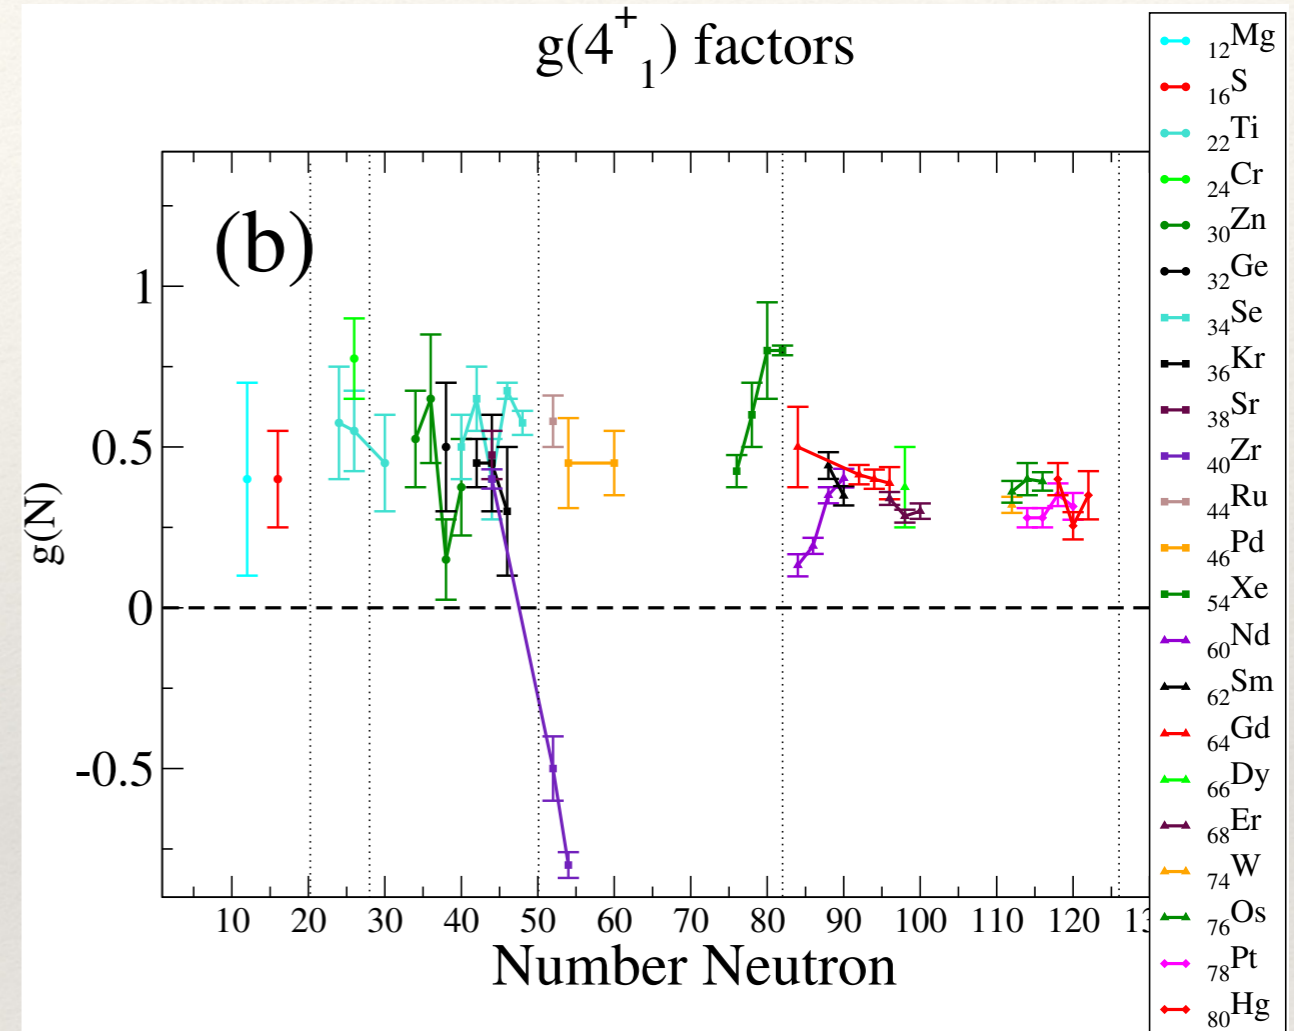 g(4⁺₁) factors
(b)
1
0.5
0
-0.5
g(N)
10 20 30 40 50 60 70 80 90 100 110 120
Number Neutron
₁₂Mg
₁₆S
₂₂Ti
₂₄Cr
₃₀Zn
₃₂Ge
₃₄Se
₃₆Kr
₃₈Sr
₄₀Zr
₄₄Ru
₄₆Pd
₅₄Xe
₆₀Nd
₆₂Sm
₆₄Gd
₆₆Dy
₆₈Er
₇₄W
₇₆Os
₇₈Pt
₈₀Hg